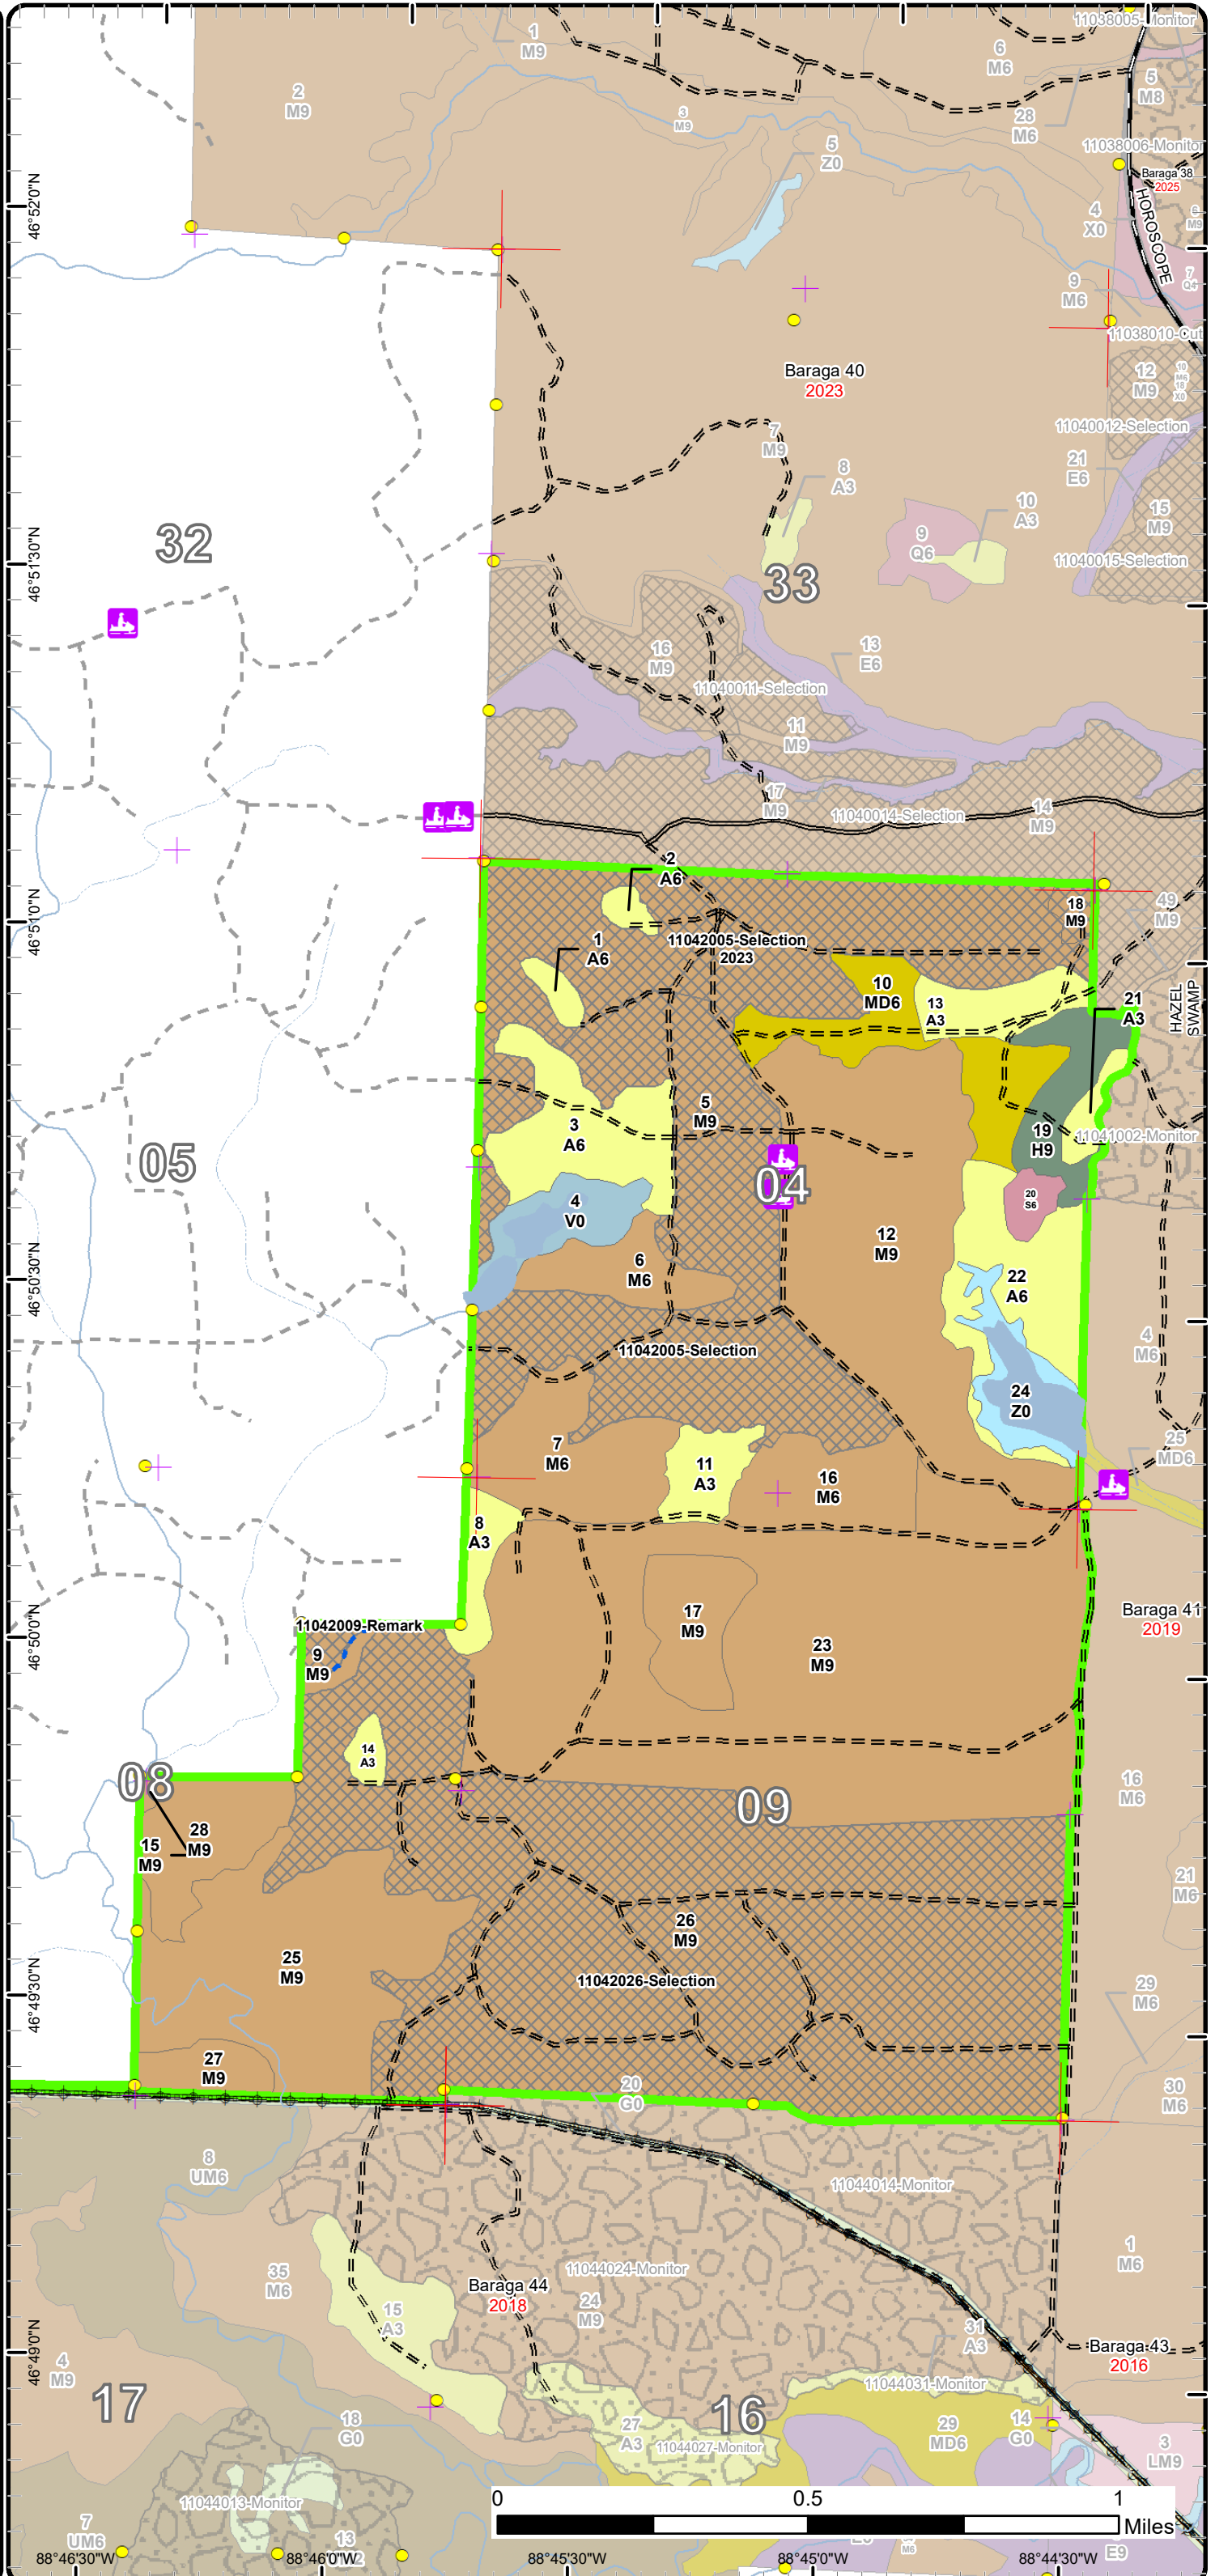 11038005-Monitor
1
M9
6
M6
5
M8
2
M9
3
M9
28
M6
5
Z0
11038006-Monitor
Baraga 38
2025
HOROSCOPE
4
X0
6
M9
46°52'0"N
9
M6
7
Q4
11038010-Cut
Baraga 40
2023
12
M9
10
M6
18
X0
11040012-Selection
7
M9
8
A3
21
E6
10
A3
15
M9
32
9
Q6
46°51'30"N
11040015-Selection
33
16
M9
13
E6
11040011-Selection
11
M9
17
M9
11040014-Selection
14
M9
2
A6
46°51'0"N
18
M9
49
M9
1
A6
11042005-Selection
2023
10
MD6
13
A3
21
A3
HAZEL
SWAMP
5
M9
3
A6
19
H9
11041002-Monitor
05
04
20
S6
4
V0
12
M9
6
M6
22
A6
46°50'30"N
11042005-Selection
4
M6
24
Z0
7
M6
11
A3
16
M6
25
MD6
8
A3
17
M9
23
M9
Baraga 41
2019
46°50'0"N
11042009-Remark
9
M9
14
A3
08
09
16
M6
28
M9
15
M9
21
M6
26
M9
25
M9
11042026-Selection
46°49'30"N
29
M6
27
M9
20
G0
30
M6
8
UM6
11044014-Monitor
1
M6
35
M6
11044024-Monitor
Baraga 44
2018
24
M9
15
A3
31
A3
Baraga 43
2016
46°49'0"N
4
M9
11044031-Monitor
17
16
18
G0
27
A3
29
MD6
14
G0
11044027-Monitor
3
LM9
11044013-Monitor
0
0.5
1
Miles
7
UM6
13
M6
E9
88°46'30"W
88°46'0"W
88°45'30"W
88°45'0"W
88°44'30"W